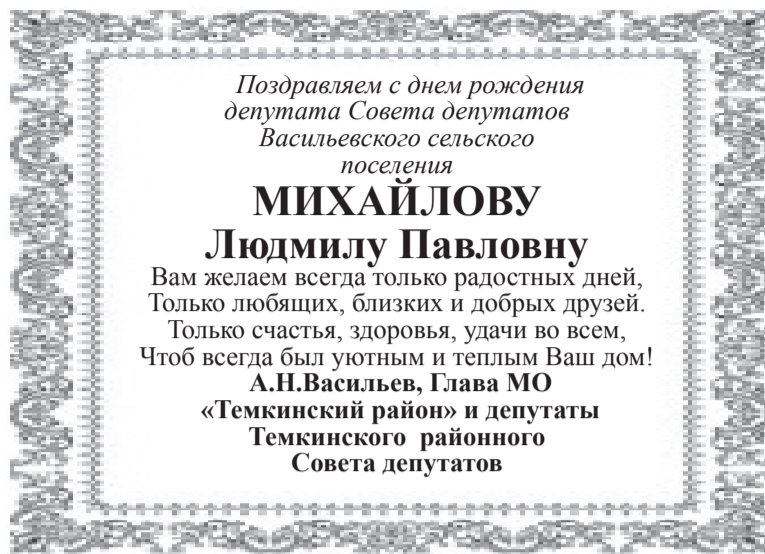 Поздравляем с днем рождения
депутата Совета депутатов
Васильевского сельского
поселения
МИХАЙЛОВУ
Людмилу Павловну
Вам желаем всегда только радостных дней,
Только любящих, близких и добрых друзей.
Только счастья, здоровья, удачи во всем,
Чтоб всегда был уютным и теплым Ваш дом!
А.Н.Васильев, Глава МО
«Темкинский район» и депутаты
Темкинского районного
Совета депутатов